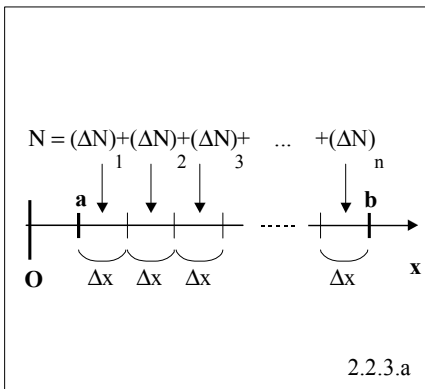 N = (ΔN)+(ΔN)+(ΔN)+ ... +(ΔN)
1 2 3 n
a b
O Δx Δx Δx Δx x
2.2.3.a